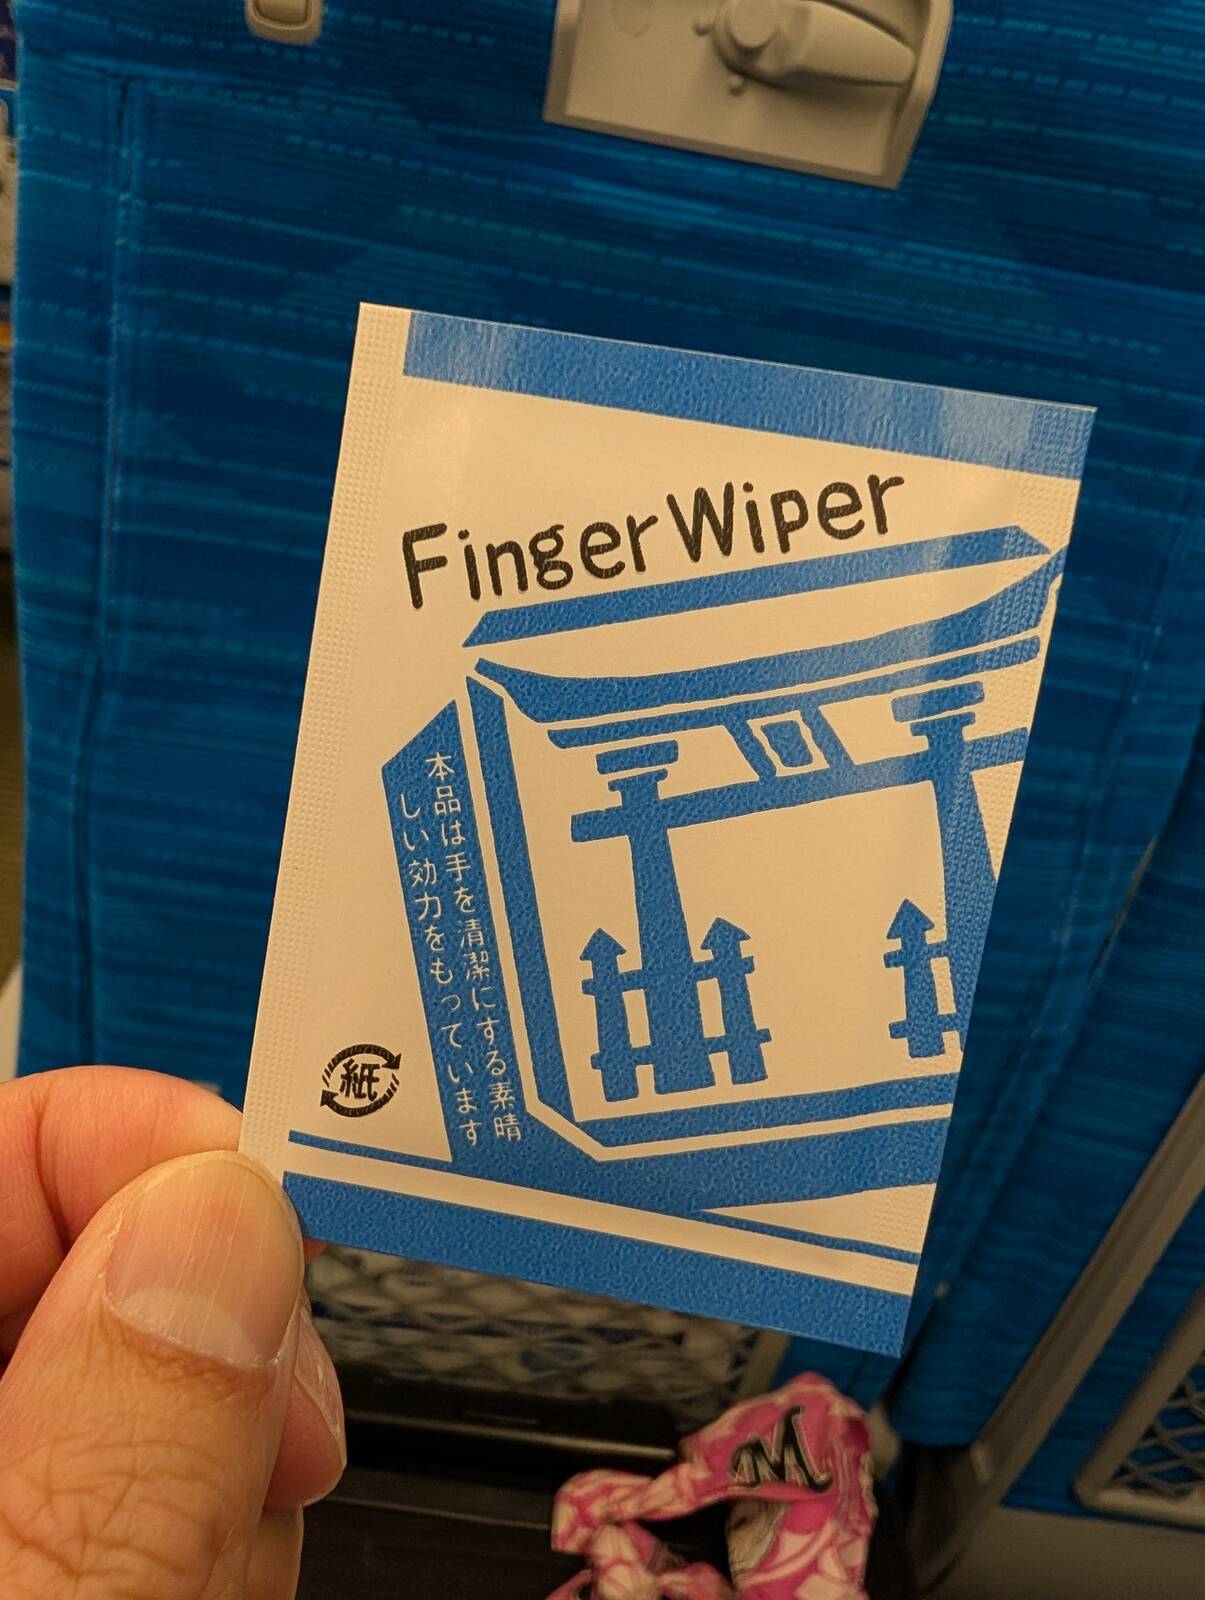 Finger Wiper
本品は手を清潔にする素晴
しい効力をもっています
紙
M